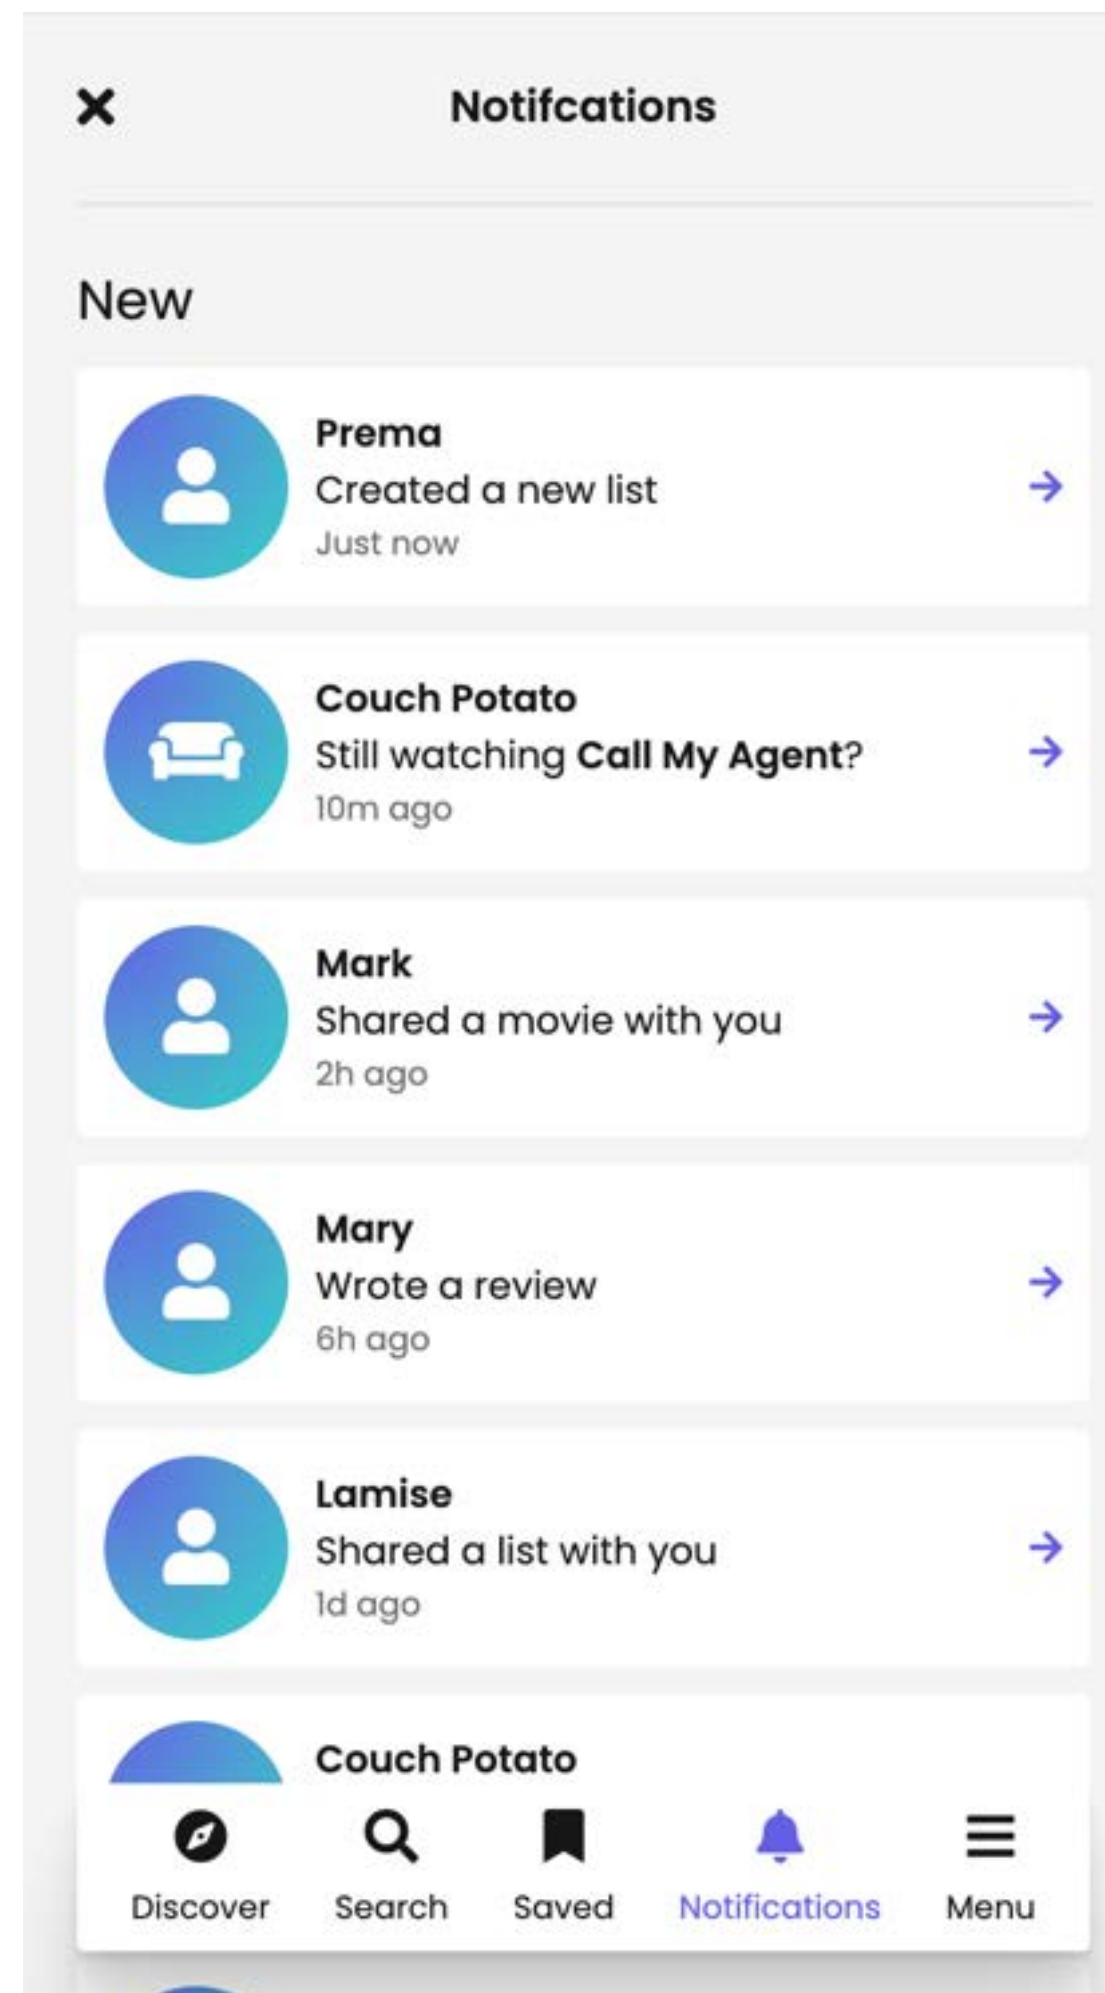 Notifcations
New
Prema
Created a new list
Just now
Couch Potato
Still watching Call My Agent?
10m ago
Mark
Shared a movie with you
2h ago
Mary
Wrote a review
6h ago
Lamise
Shared a list with you
1d ago
Couch Potato
Discover Search Saved Notifications Menu